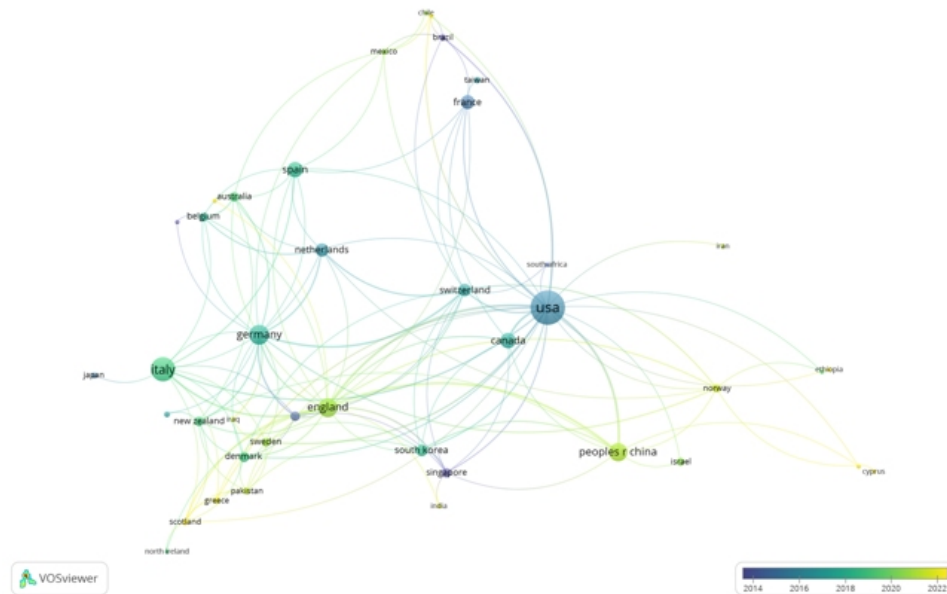 chile
brazil
mexico
taiwan
france
spain
australia
belgium
netherlands
iran
south africa
switzerland
usa
germany
canada
italy
japan
ethiopia
norway
england
new zealand
iraq
sweden
denmark
south korea
peoples r china
israel
singapore
cyprus
pakistan
greece
india
scotland
north ireland
VOSviewer
2014 2016 2018 2020 2022